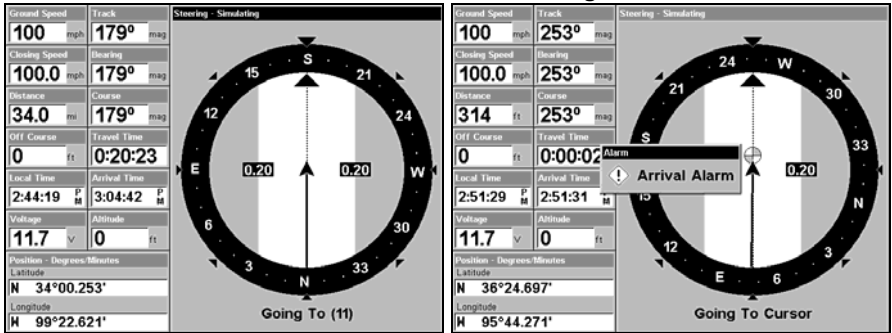 Ground Speed Track Steering - Simulating
100 mph 179° mag
Closing Speed Bearing
100.0 mph 179° mag
Distance Course
34.0 mi 179° mag
Off Course Travel Time
0 ft 0:20:23
Local Time Arrival Time
2:44:19 PM 3:04:42 PM
Voltage Altitude
11.7 V 0 ft
Position - Degrees/Minutes
Latitude
N 34°00.253'
Longitude
W 99°22.621'
S
21
24
W
30
33
N
3
6
E
12
15
0.20 0.20
Going To (11)
Ground Speed Track Steering - Simulating
100 mph 253° mag
Closing Speed Bearing
100.0 mph 253° mag
Distance Course
314 ft 253° mag
Off Course Travel Time
0 ft 0:00:02
Local Time Arrival Time
2:51:29 PM 2:51:31 PM
Voltage Altitude
11.7 V 0 ft
Position - Degrees/Minutes
Latitude
N 36°24.697'
Longitude
W 95°44.271'
24
W
30
33
N
3
6
E
12
15
S
21
0.20
Alarm
Arrival Alarm
Going To Cursor